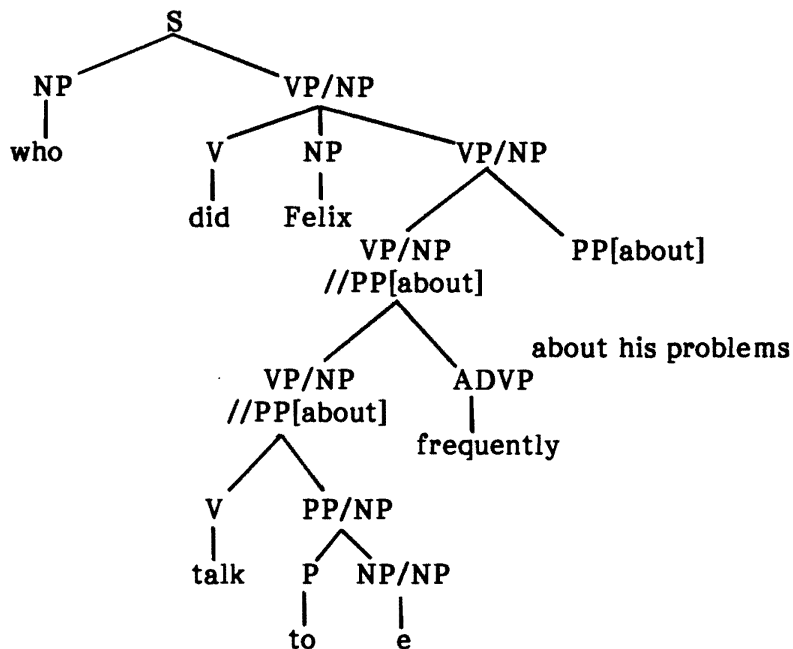 S
NP VP/NP
who V NP VP/NP
did Felix
VP/NP PP[about]
//PP[about]
about his problems
VP/NP ADVP
//PP[about]
frequently
V PP/NP
talk P NP/NP
to e